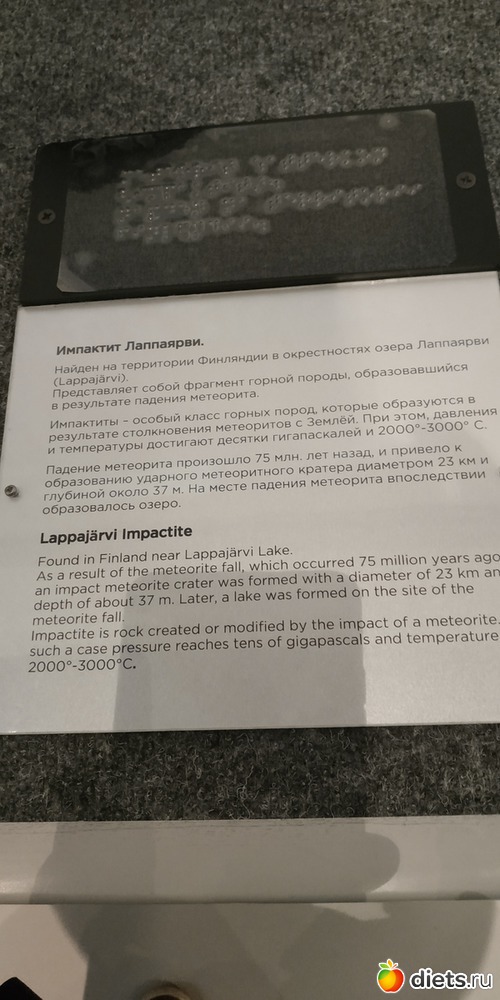 Импактит Лаппаярви.
Найден на территории Финляндии в окрестностях озера Лаппаярви
(Lappajärvi).
Представляет собой фрагмент горной породы, образовавшийся
в результате падения метеорита.
Импактиты – особый класс горных пород, которые образуются в
результате столкновения метеоритов с Землёй. При этом, давления
и температуры достигают десятки гигапаскалей и 2000°-3000° С.
Падение метеорита произошло 75 млн. лет назад, и привело к
образованию ударного метеоритного кратера диаметром 23 км и
глубиной около 37 м. На месте падения метеорита впоследствии
образовалось озеро.
Lappajärvi Impactite
Found in Finland near Lappajärvi Lake.
As a result of the meteorite fall, which occurred 75 million years ago
an impact meteorite crater was formed with a diameter of 23 km an
depth of about 37 m. Later, a lake was formed on the site of the
meteorite fall.
Impactite is rock created or modified by the impact of a meteorite.
such a case pressure reaches tens of gigapascals and temperature
2000°-3000°C.
diets.ru